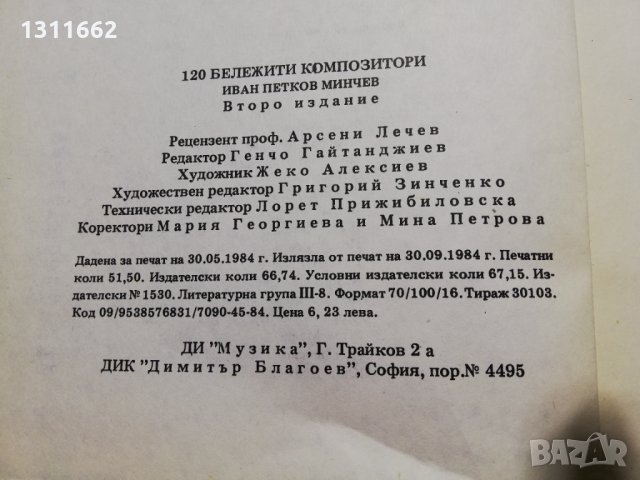 1311662
120 БЕЛЕЖИТИ КОМПОЗИТОРИ
ИВАН ПЕТКОВ МИНЧЕВ
Второ издание
Рецензент проф. Арсени Лечев
Редактор Генчо Гайтанджиев
Художник Жеко Алексиев
Художествен редактор Григорий Зинченко
Технически редактор Лорет Прижибиловска
Коректори Мария Георгиева и Мина Петрова
Дадена за печат на 30.05.1984 г. Излязла от печат на 30.09.1984 г. Печатни
коли 51,50. Издателски коли 66,74. Условни издателски коли 67,15. Из-
дателски № 1530. Литературна група III-8. Формат 70/100/16. Тираж 30103.
Код 09/9538576831/7090-45-84. Цена 6, 23 лева.
ДИ "Музика", Г. Трайков 2 а
ДИК "Димитър Благоев", София, пор.№ 4495
BAZAR